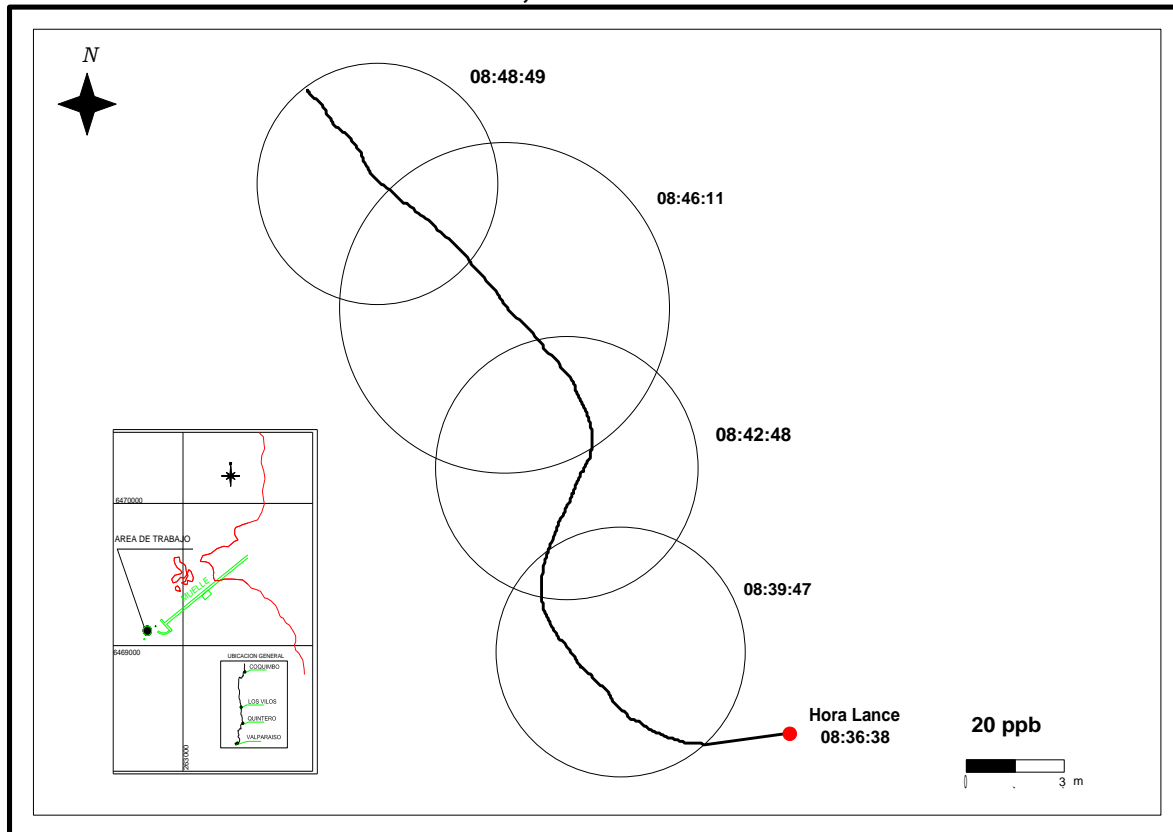 N
08:48:49
08:46:11
08:42:48
08:39:47
Hora Lance
08:36:38
20 ppb
0
3 m
6470000
AREA DE TRABAJO
MUELLE
6469000
263000
UBICACION GENERAL
COQUIMBO
LOS VILOS
QUINTERO
VALPARAISO